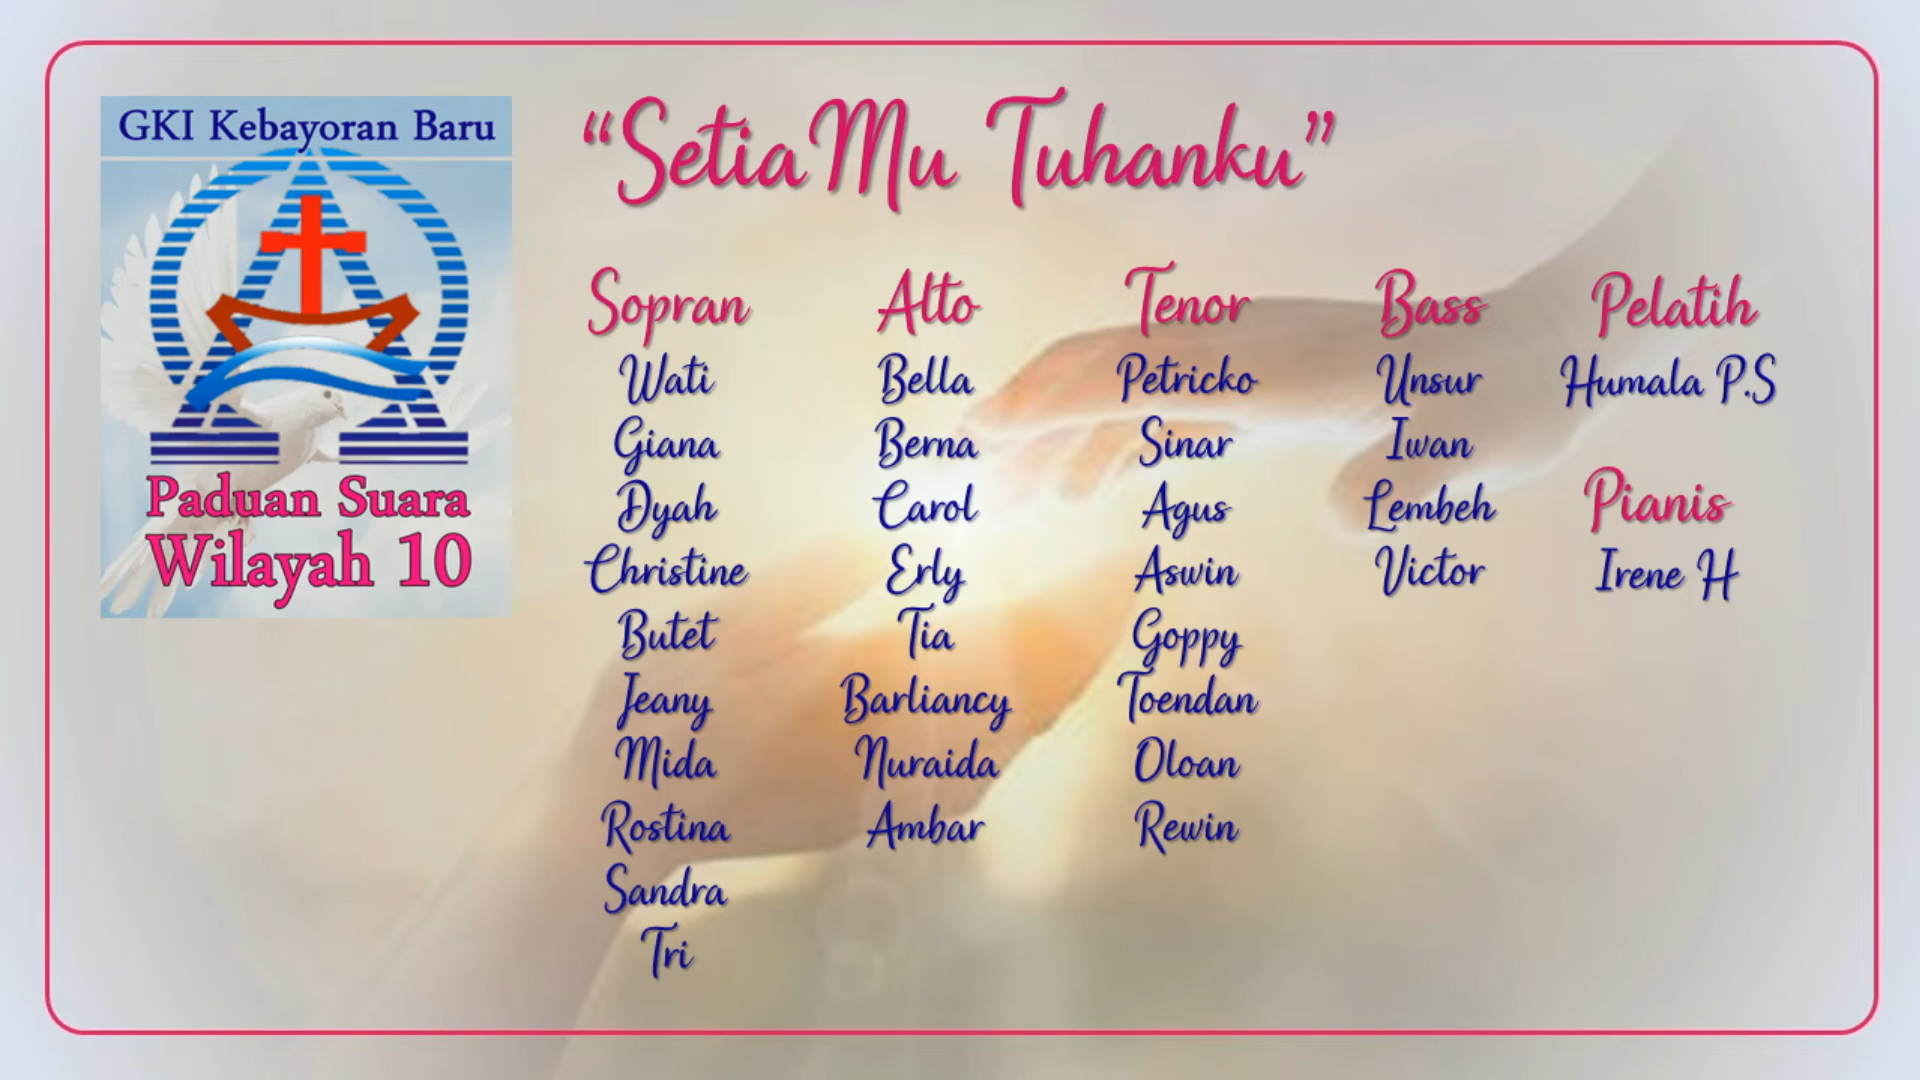 GKI Kebayoran Baru
Paduan Suara
Wilayah 10
“SetiaMu Tuhanku”
Sopran
Wati
Giana
Dyah
Christine
Butet
Jeany
Mida
Rostina
Sandra
Tri
Alto
Bella
Berna
Carol
Erly
Tia
Barliancy
Nuraida
Ambar
Tenor
Petricko
Sinar
Agus
Aswin
Goppy
Toendan
Oloan
Rewin
Bass
Unsur
Iwan
Lembeh
Victor
Pelatih
Humala P.S
Pianis
Irene H